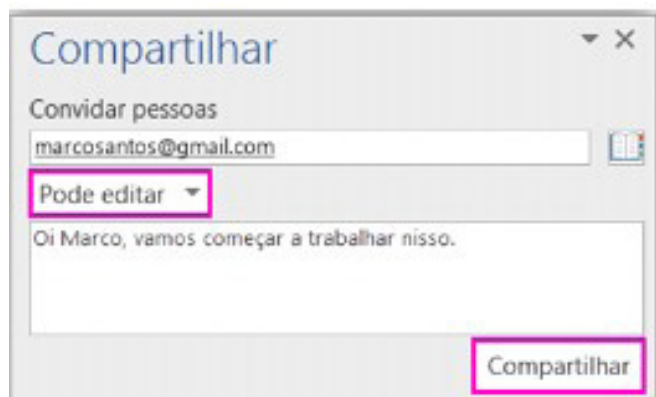 Compartilhar
Convidar pessoas
marcosantos@gmail.com
Pode editar
Oi Marco, vamos começar a trabalhar nisso.
Compartilhar